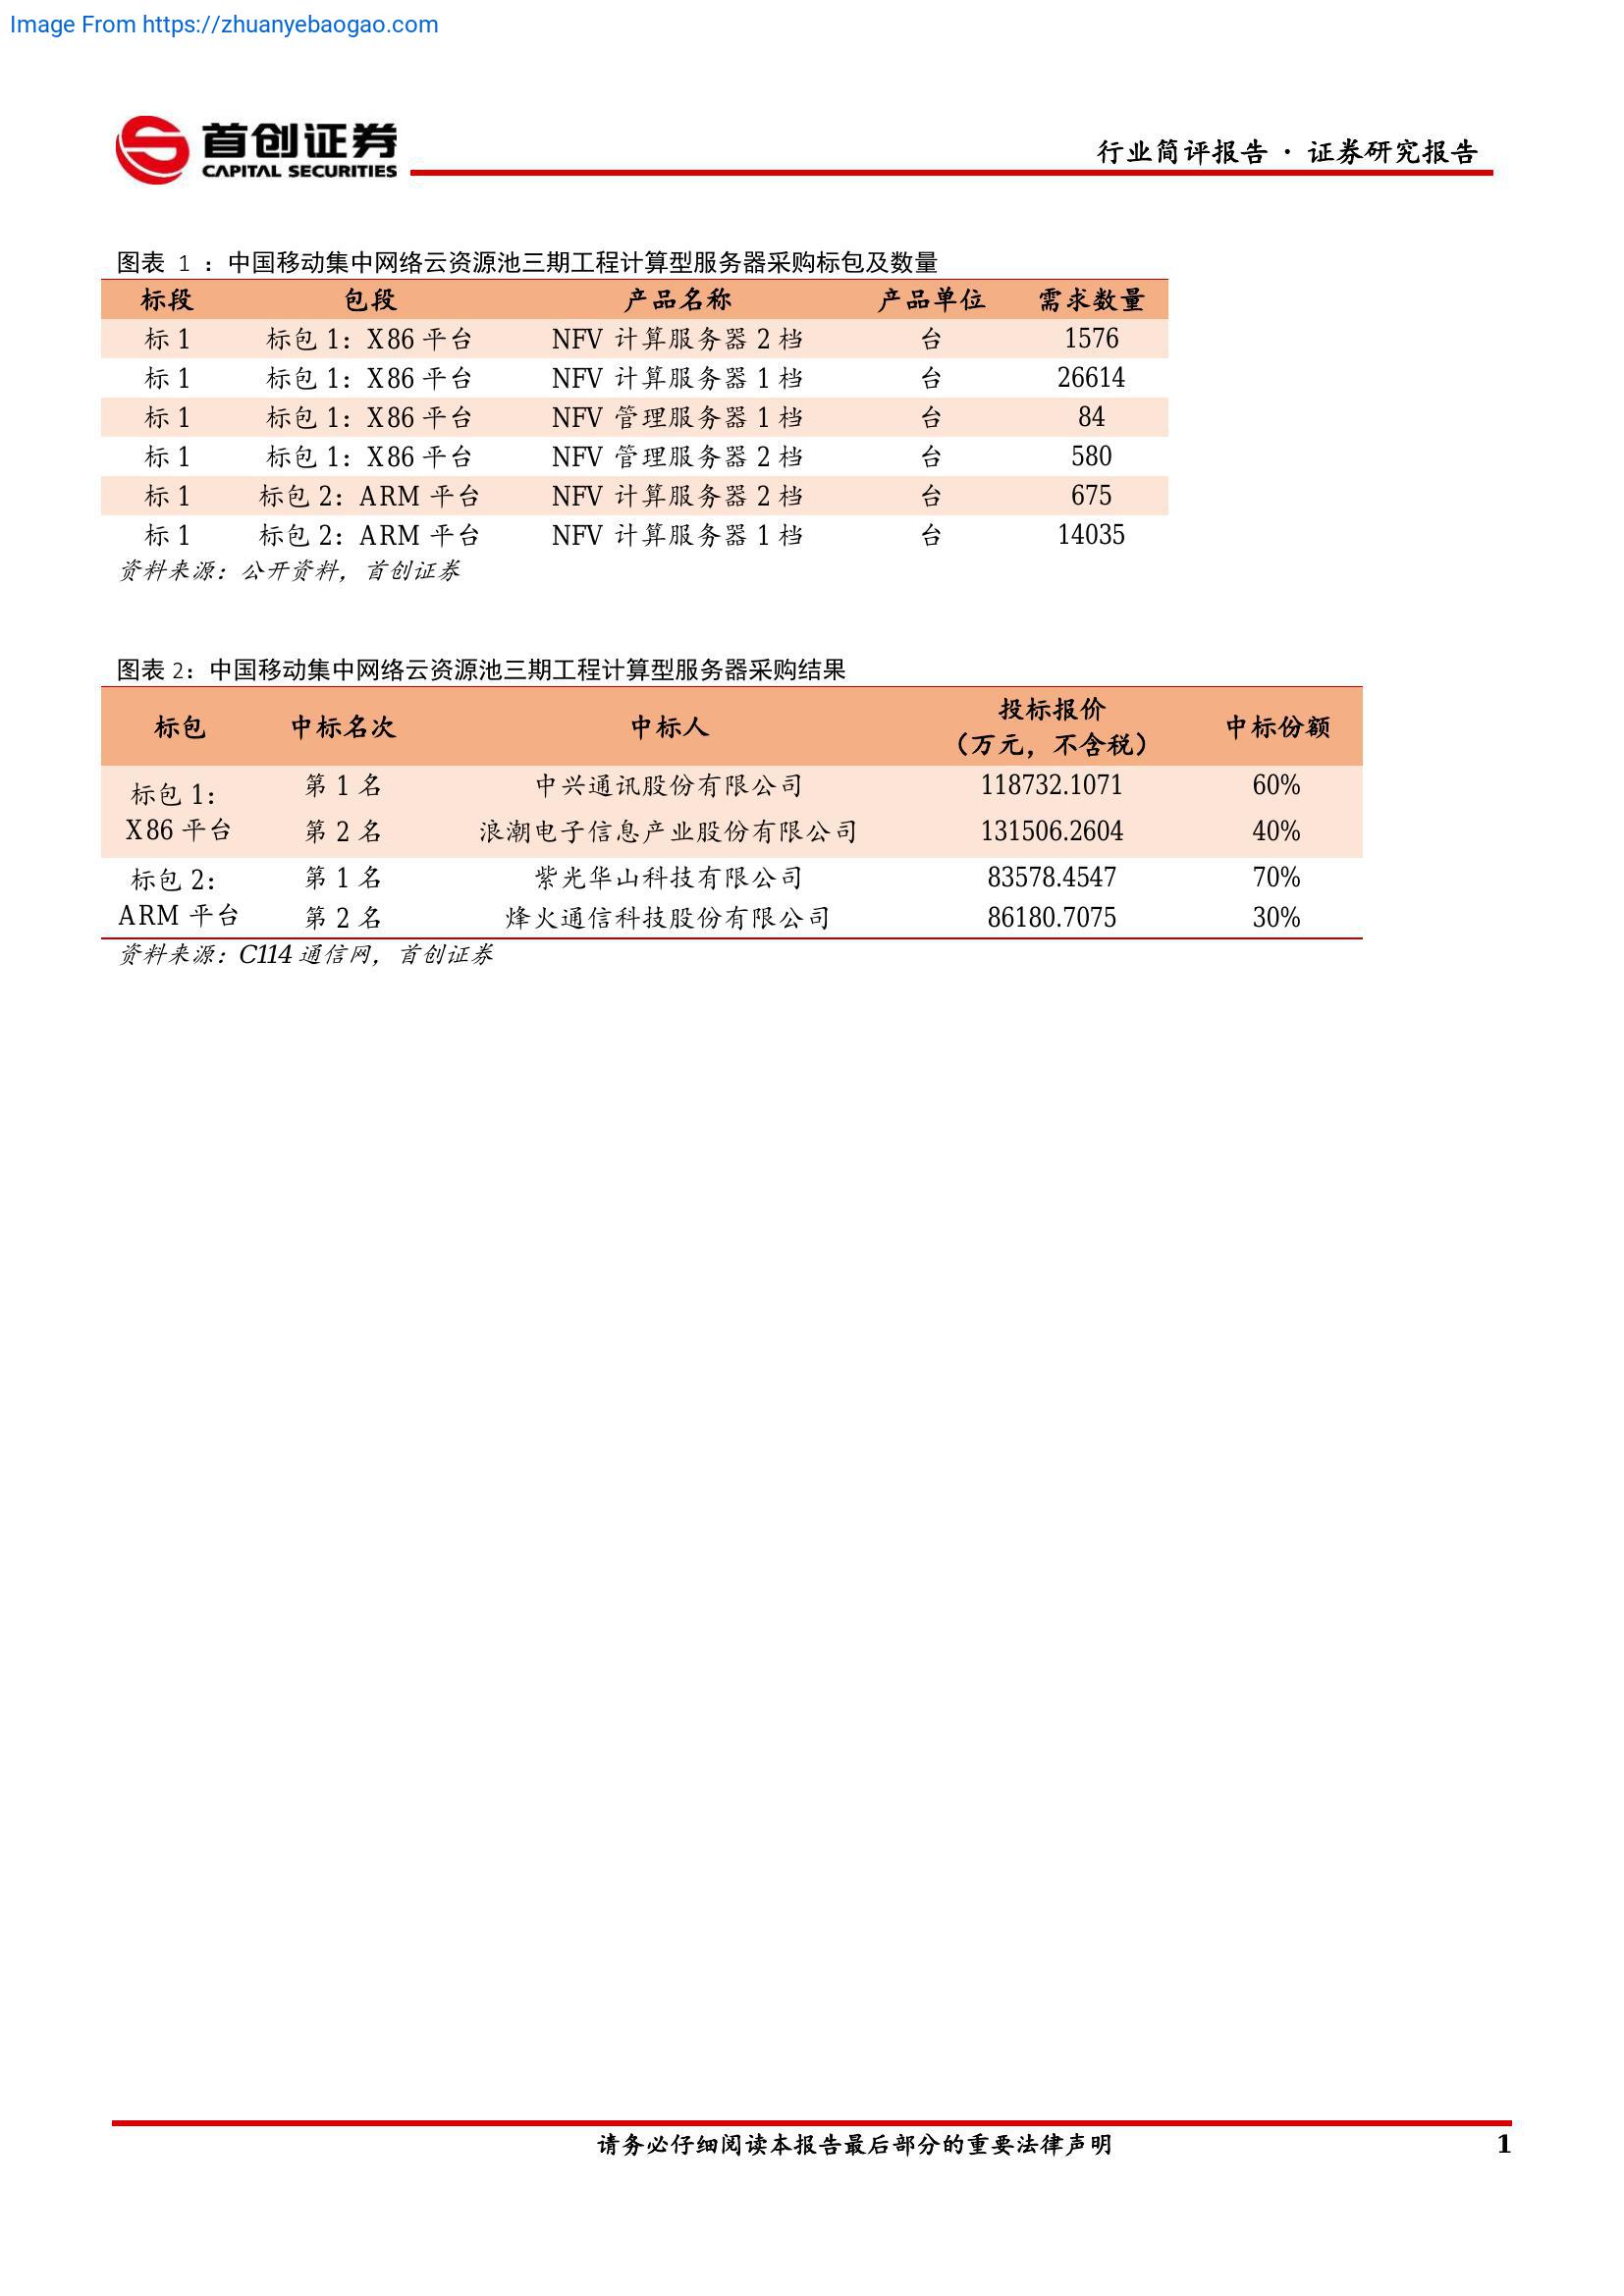 Image From https://zhuanyebaogao.com
首创证券
CAPITAL SECURITIES
行业简评报告 · 证券研究报告
图表 1 ：中国移动集中网络云资源池三期工程计算型服务器采购标包及数量
标段 包段 产品名称 产品单位 需求数量
标 1 标包 1：X86 平台 NFV 计算服务器 2 档 台 1576
标 1 标包 1：X86 平台 NFV 计算服务器 1 档 台 26614
标 1 标包 1：X86 平台 NFV 管理服务器 1 档 台 84
标 1 标包 1：X86 平台 NFV 管理服务器 2 档 台 580
标 1 标包 2：ARM 平台 NFV 计算服务器 2 档 台 675
标 1 标包 2：ARM 平台 NFV 计算服务器 1 档 台 14035
资料来源：公开资料，首创证券
图表 2：中国移动集中网络云资源池三期工程计算型服务器采购结果
标包 中标名次 中标人 投标报价 中标份额
（万元，不含税）
标包 1： 第 1 名 中兴通讯股份有限公司 118732.1071 60%
X86 平台 第 2 名 浪潮电子信息产业股份有限公司 131506.2604 40%
标包 2： 第 1 名 紫光华山科技有限公司 83578.4547 70%
ARM 平台 第 2 名 烽火通信科技股份有限公司 86180.7075 30%
资料来源：C114 通信网，首创证券
请务必仔细阅读本报告最后部分的重要法律声明 1